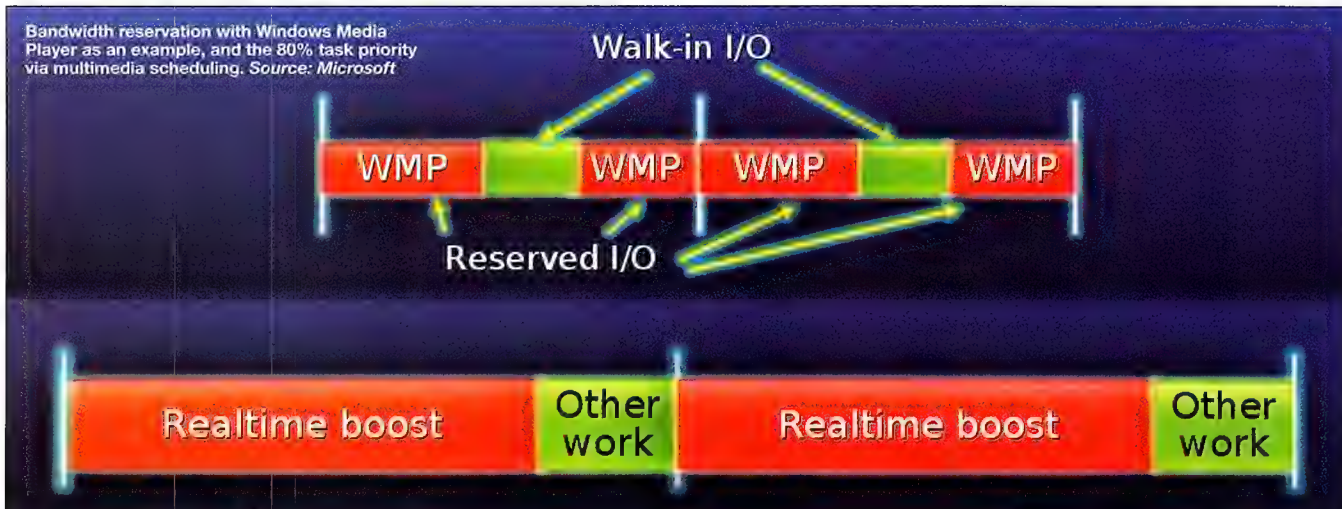 Bandwidth reservation with Windows Media
Player as an example, and the 80% task priority
via multimedia scheduling. Source: Microsoft
Walk-in I/O
WMP WMP WMP WMP
Reserved I/O
Realtime boost Other work Realtime boost Other work